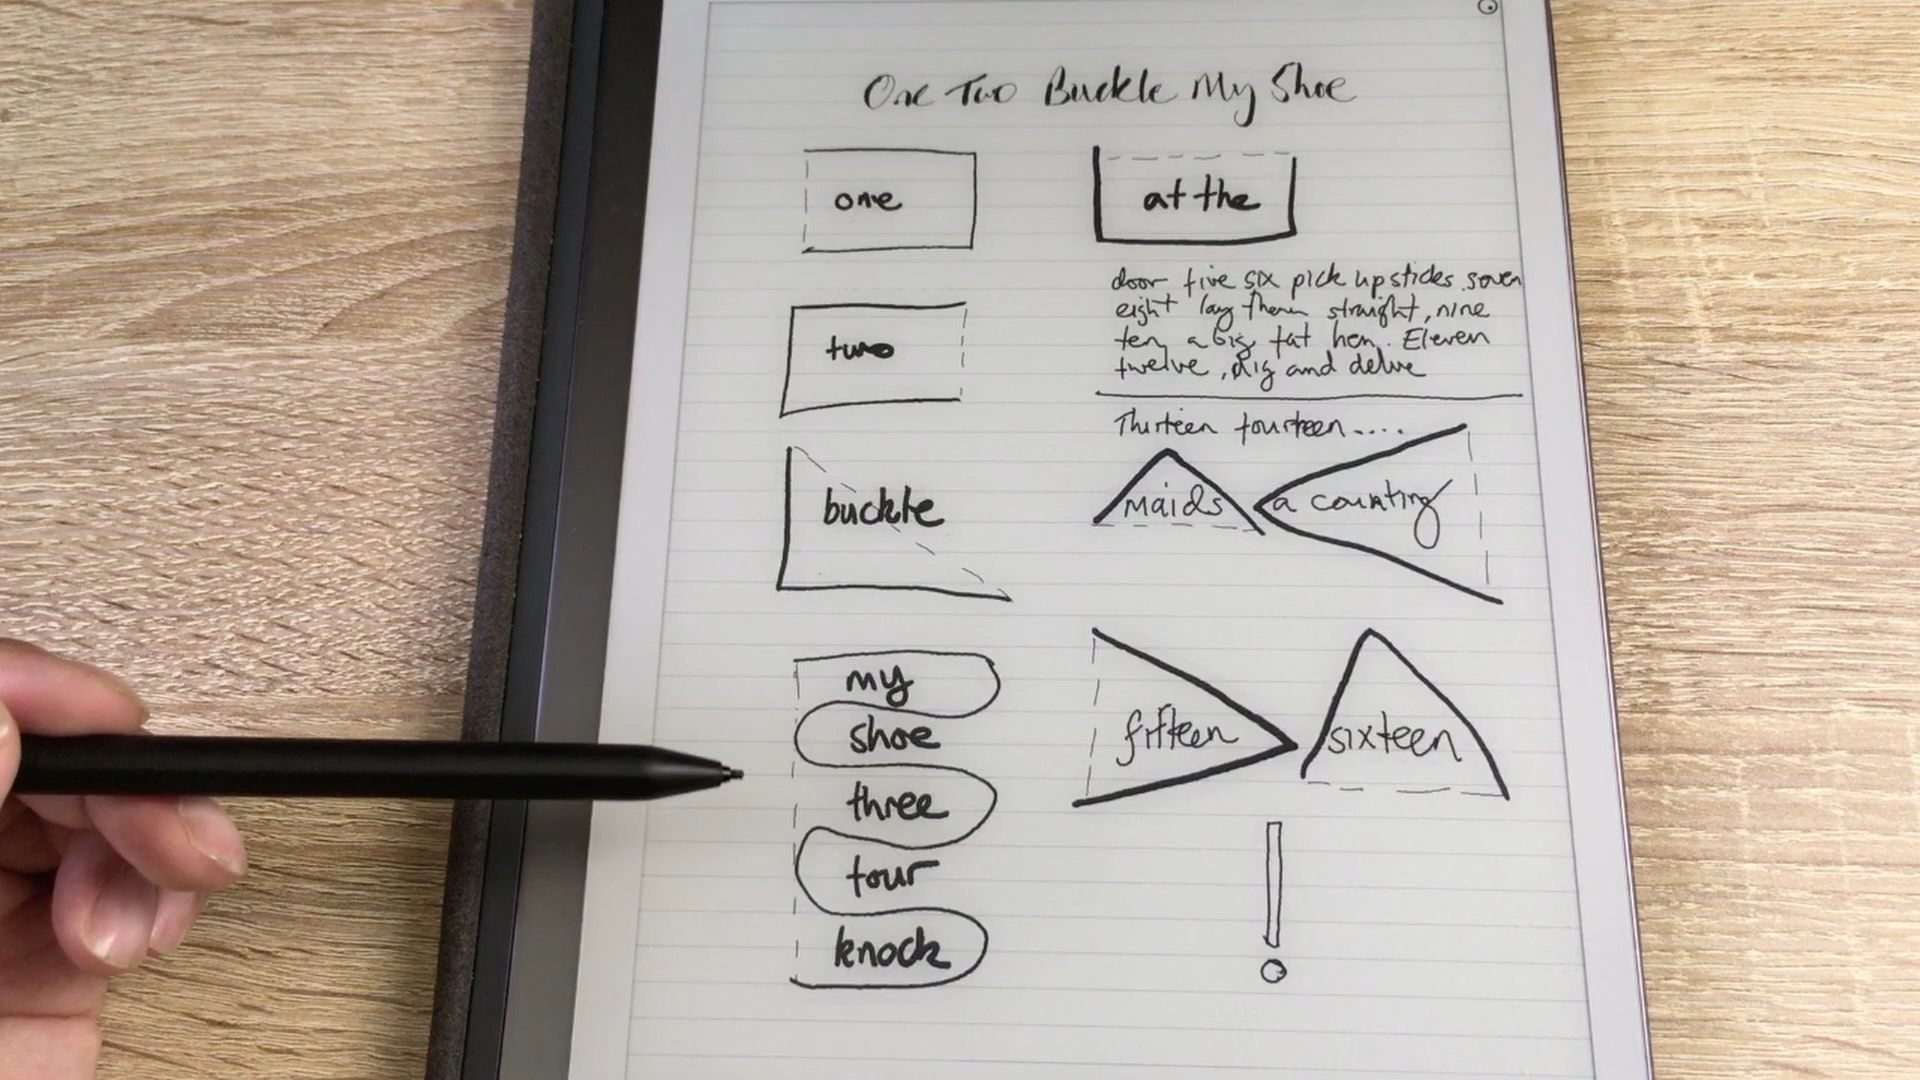 One Two Buckle My Shoe
one
two
buckle
my
shoe
three
four
knock
at the
door five six pick up sticks seven
eight lay them straight, nine
ten a big fat hen. Eleven
twelve, dig and delve
Thirteen fourteen....
maids
a counting
fifteen
sixteen
!